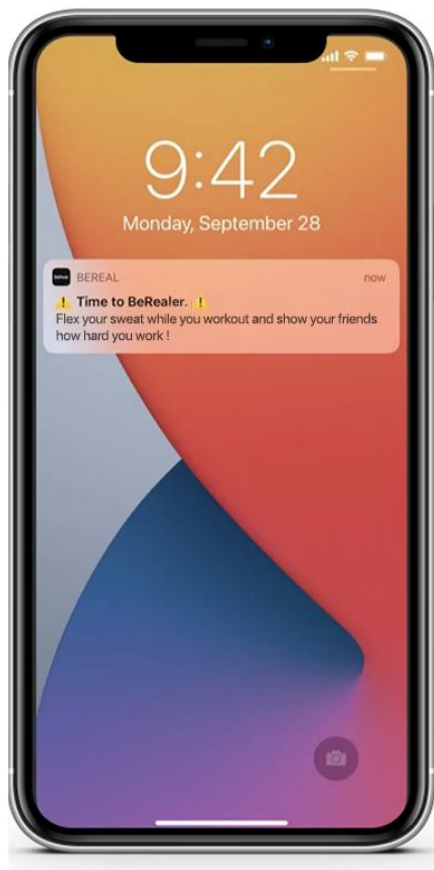 9:42
Monday, September 28
BeReal.
BEREAL
now
⚠️ Time to BeRealer. ⚠️
Flex your sweat while you workout and show your friends
how hard you work !